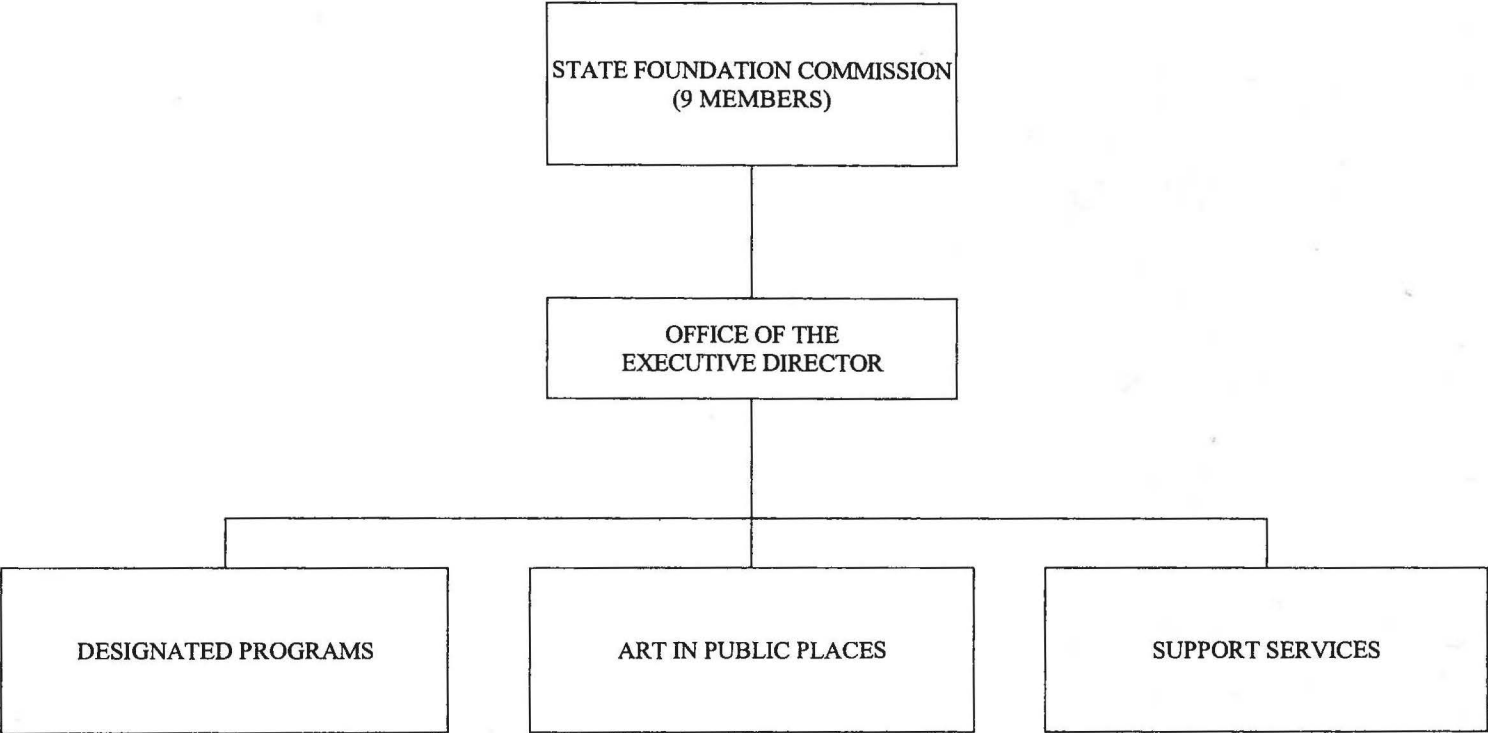 STATE FOUNDATION COMMISSION
(9 MEMBERS)
OFFICE OF THE
EXECUTIVE DIRECTOR
DESIGNATED PROGRAMS
ART IN PUBLIC PLACES
SUPPORT SERVICES